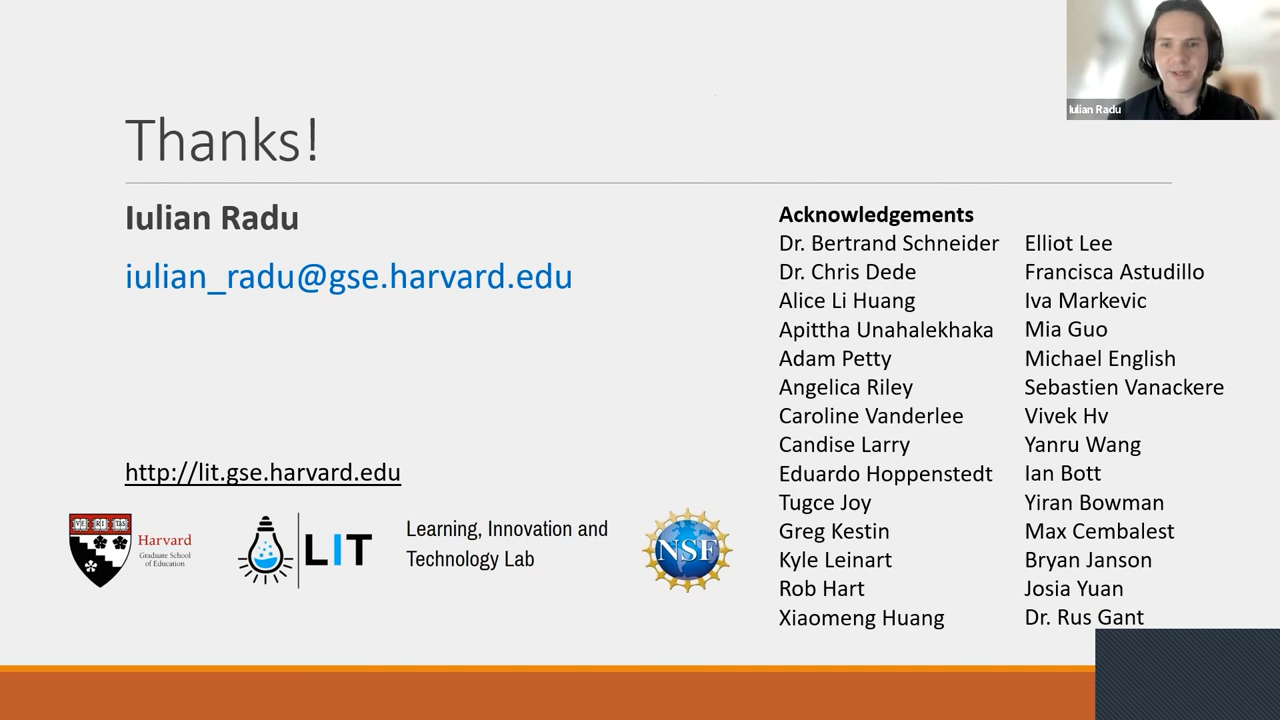 Iulian Radu
Thanks!
Iulian Radu
iulian_radu@gse.harvard.edu
http://lit.gse.harvard.edu
VE RI TAS
Harvard
Graduate School
of Education
LIT
Learning, Innovation and
Technology Lab
NSF
Acknowledgements
Dr. Bertrand Schneider
Dr. Chris Dede
Alice Li Huang
Apittha Unahalekhaka
Adam Petty
Angelica Riley
Caroline Vanderlee
Candise Larry
Eduardo Hoppenstedt
Tugce Joy
Greg Kestin
Kyle Leinart
Rob Hart
Xiaomeng Huang
Elliot Lee
Francisca Astudillo
Iva Markevic
Mia Guo
Michael English
Sebastien Vanackere
Vivek Hv
Yanru Wang
Ian Bott
Yiran Bowman
Max Cembalest
Bryan Janson
Josia Yuan
Dr. Rus Gant